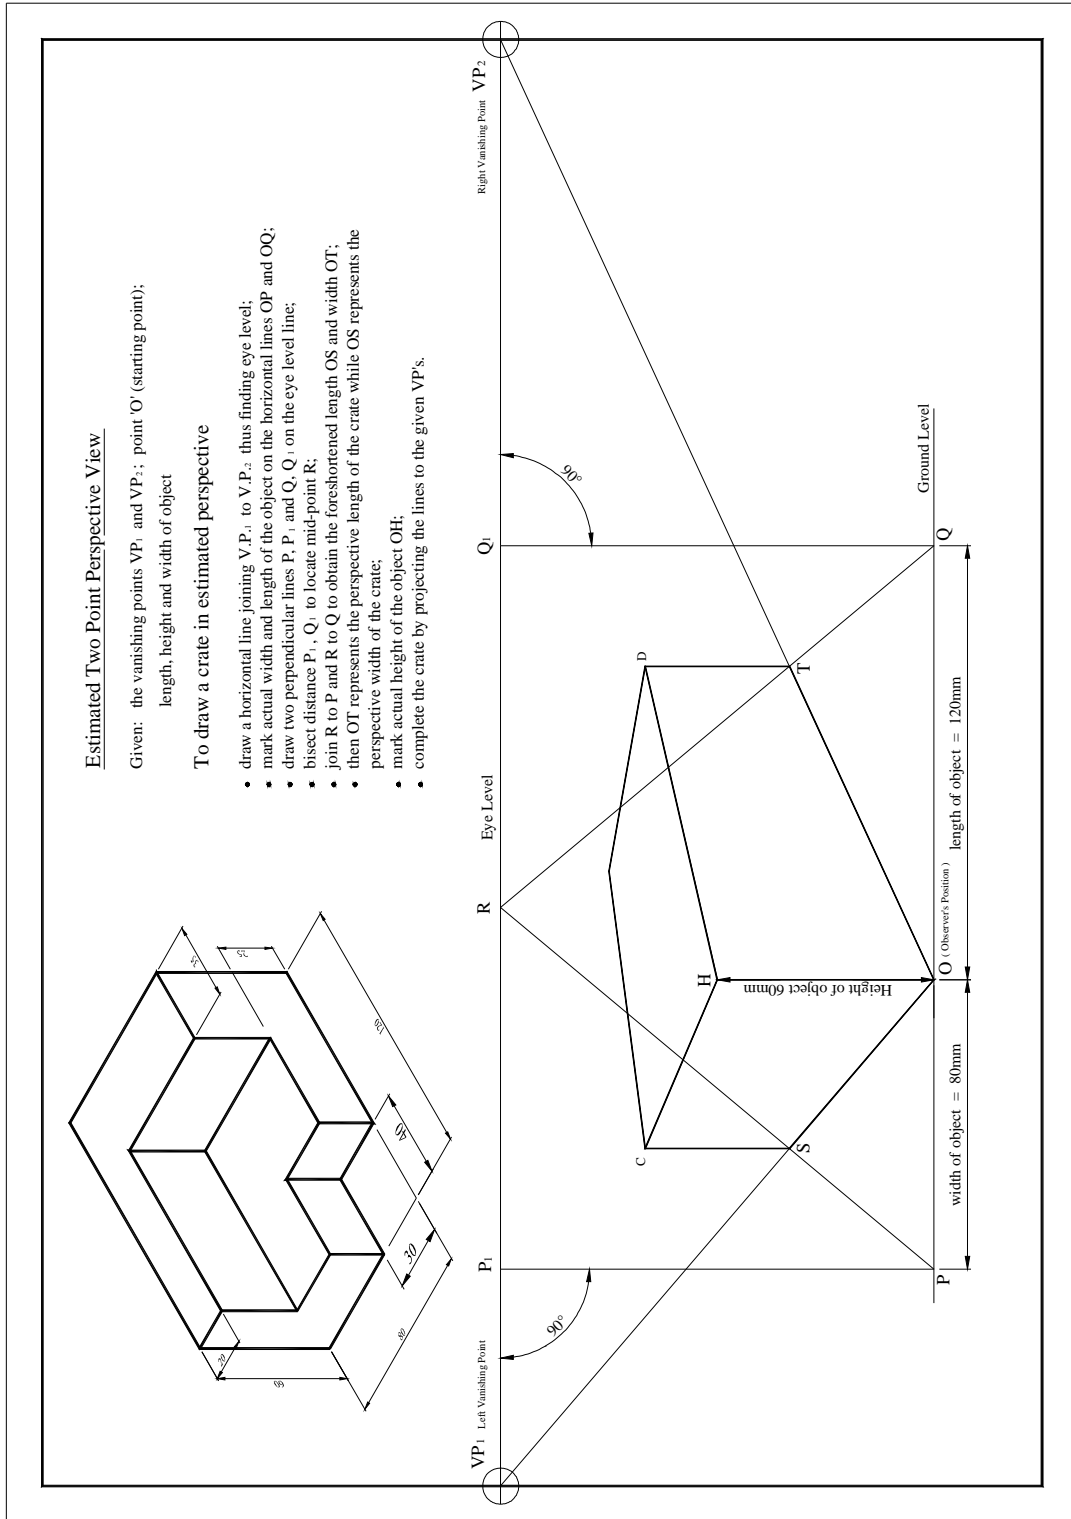 Estimated Two Point Perspective View
Given: the vanishing points VP1 and VP2; point 'O' (starting point);
length, height and width of object
To draw a crate in estimated perspective
• draw a horizontal line joining V.P.1 to V.P.2 thus finding eye level;
• mark actual width and length of the object on the horizontal lines OP and OQ;
• draw two perpendicular lines P, P1 and Q, Q1 on the eye level line;
• bisect distance P1, Q1 to locate mid-point R;
• join R to P and R to Q to obtain the foreshortened length OS and width OT;
• then OT represents the perspective length of the crate while OS represents the
perspective width of the crate;
• mark actual height of the object OH;
• complete the crate by projecting the lines to the given VP's.
20
60
80
30
40
120
35
25
VP1 Left Vanishing Point
P1
R
Eye Level
Q1
Right Vanishing Point VP2
90°
90°
C
H
D
S
T
Height of object 60mm
P
O (Observer's Position)
Q
Ground Level
width of object = 80mm
length of object = 120mm